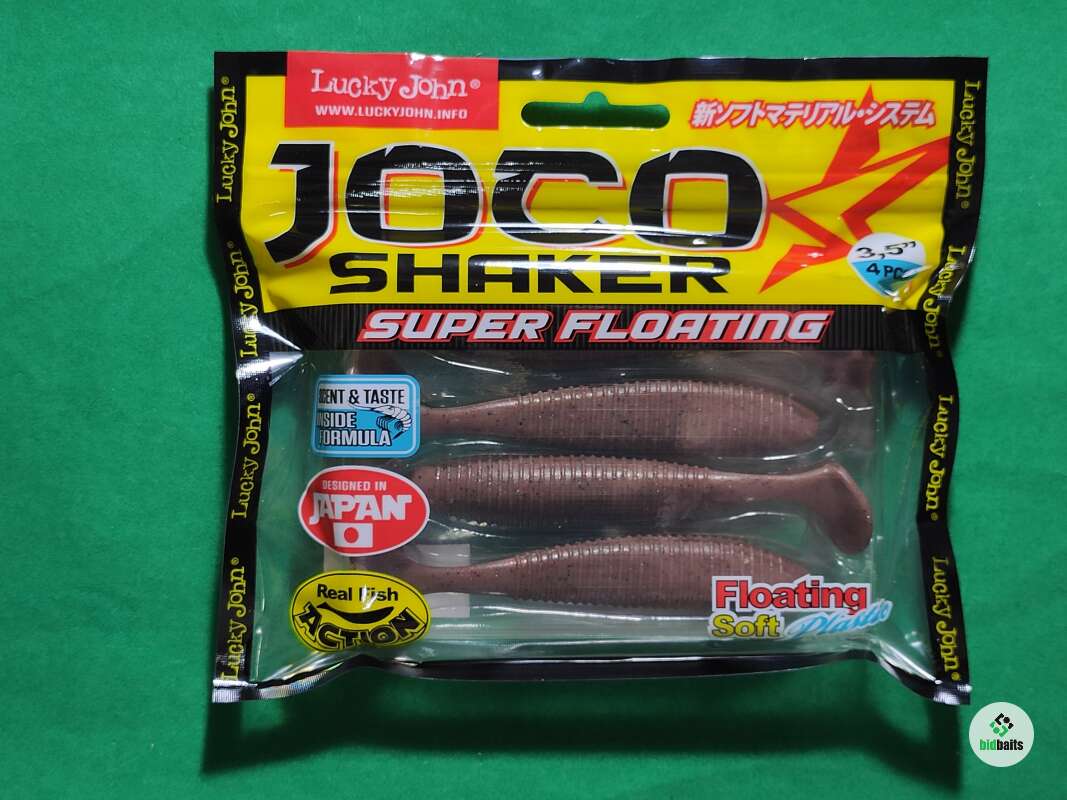 Lucky John®
WWW.LUCKYJOHN.INFO
新ソフトマテリアル・システム
JOCO
SHAKER
3,5"
4 PC
SUPER FLOATING
SCENT & TASTE
INSIDE
FORMULA
DESIGNED IN
JAPAN
Real Fish
ACTION
Floating
Soft Plastic
Lucky John®
Lucky John®
Lucky John®
Lucky John®
Lucky John®
Lucky John®
Lucky John®
Lucky John®
bidbaits